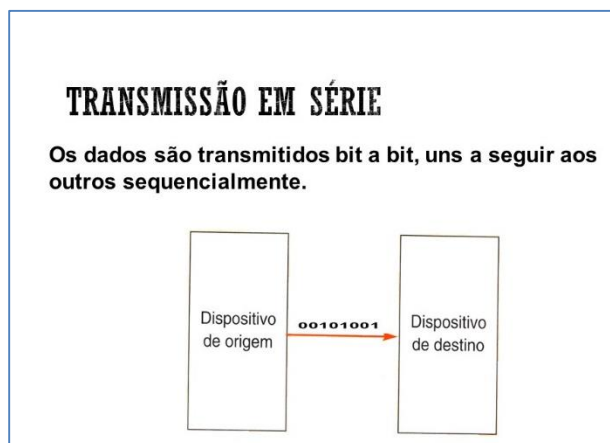 TRANSMISSÃO EM SÉRIE
Os dados são transmitidos bit a bit, uns a seguir aos
outros sequencialmente.
Dispositivo
de origem
00101001
Dispositivo
de destino